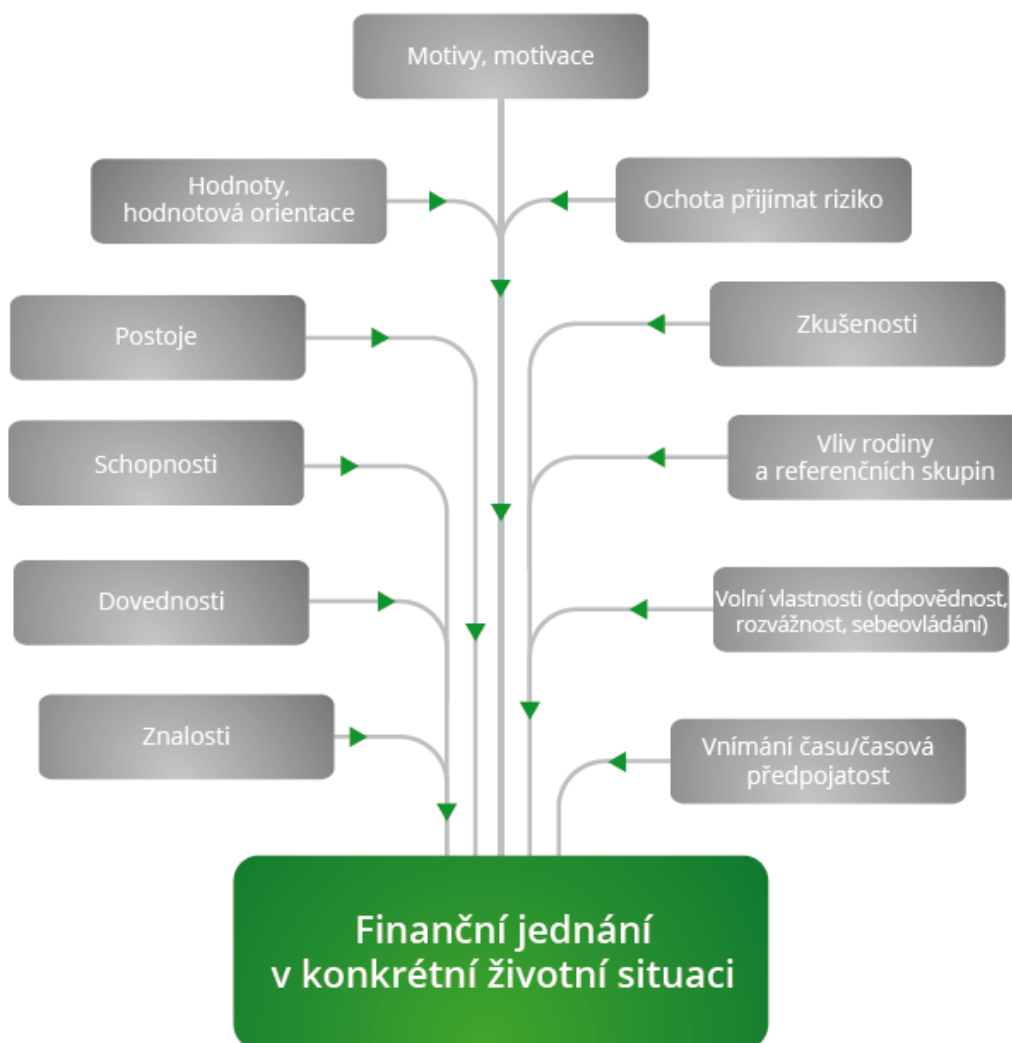 Motivy, motivace
Hodnoty,
hodnotová orientace
Ochota přijímat riziko
Postoje
Zkušenosti
Schopnosti
Vliv rodiny
a referenčních skupin
Dovednosti
Volní vlastnosti (odpovědnost,
rozvážnost, sebeovládání)
Znalosti
Vnímání času/časová
předpojatost
Finanční jednání
v konkrétní životní situaci